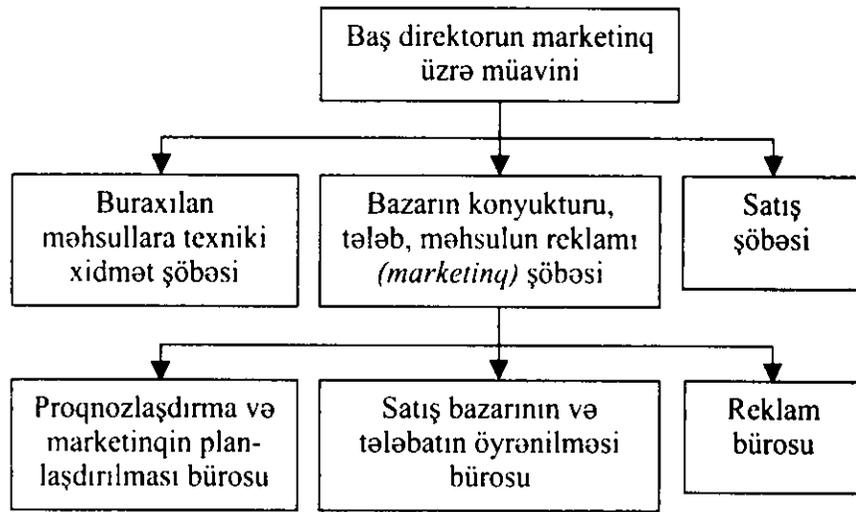 Baş direktorun marketinq
üzrə müavini
Buraxılan
məhsullara texniki
xidmət şöbəsi
Bazarın konyukturu,
tələb, məhsulun reklamı
(marketinq) şöbəsi
Satış
şöbəsi
Proqnozlaşdırma və
marketinqin plan-
laşdırılması bürosu
Satış bazarının və
tələbatın öyrənilməsi
bürosu
Reklam
bürosu